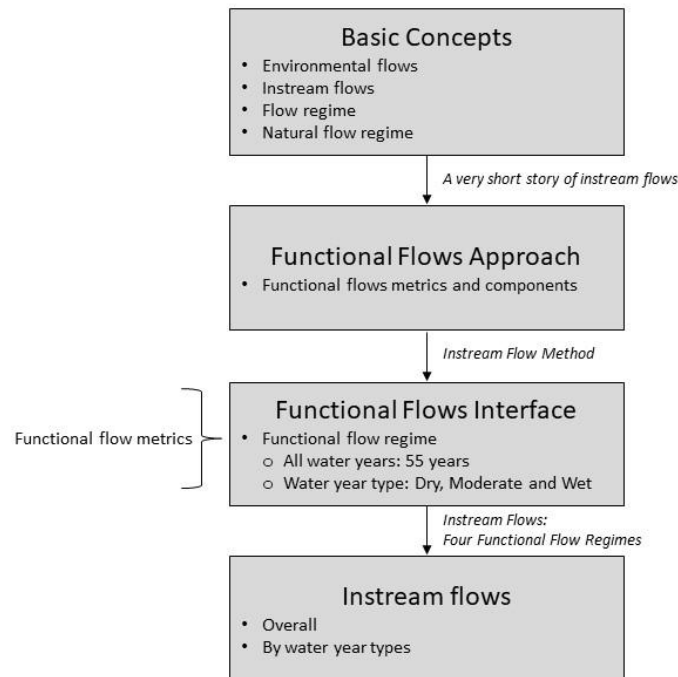 Basic Concepts
• Environmental flows
• Instream flows
• Flow regime
• Natural flow regime
A very short story of instream flows
Functional Flows Approach
• Functional flows metrics and components
Instream Flow Method
Functional flow metrics
Functional Flows Interface
• Functional flow regime
o All water years: 55 years
o Water year type: Dry, Moderate and Wet
Instream Flows:
Four Functional Flow Regimes
Instream flows
• Overall
• By water year types